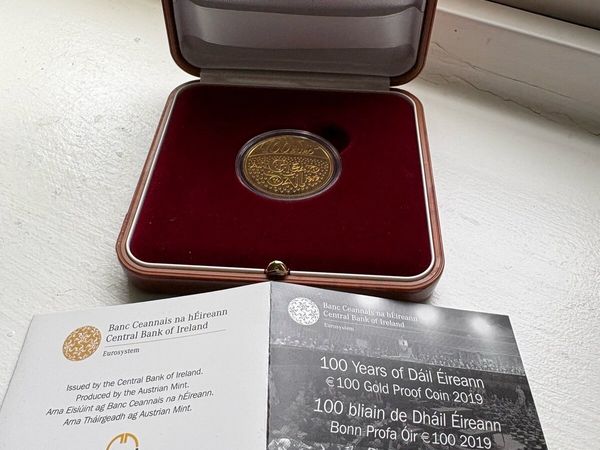 Banc Ceannais na hÉireann
Central Bank of Ireland
Eurosystem
Issued by the Central Bank of Ireland.
Produced by the Austrian Mint.
Arna Eisiúint ag Banc Ceannais na hÉireann.
Arna Tháirgeadh ag Austrian Mint.
Banc Ceannais na hÉireann
Central Bank of Ireland
Eurosystem
100 Years of Dáil Éireann
€100 Gold Proof Coin 2019
100 bliain de Dháil Éireann
Bonn Profa Óir €100 2019